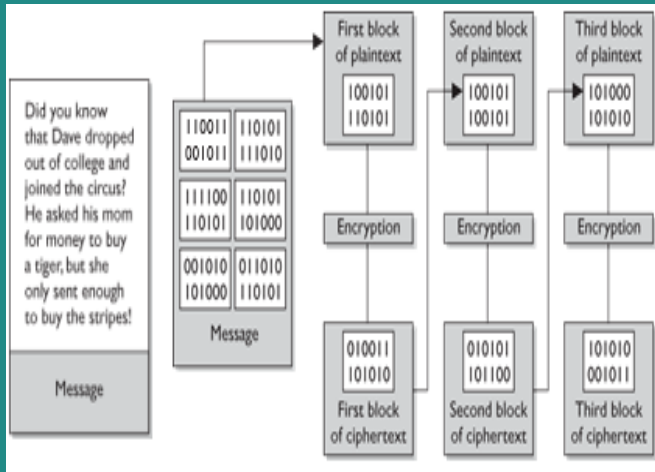 Did you know
that Dave dropped
out of college and
joined the circus?
He asked his mom
for money to buy
a tiger, but she
only sent enough
to buy the stripes!
Message
110011 110101
001011 111010
111100 110101
110101 101000
001010 011010
101000 110101
Message
First block
of plaintext
100101
110101
Encryption
010011
101010
First block
of ciphertext
Second block
of plaintext
100101
100101
Encryption
010101
101100
Second block
of ciphertext
Third block
of plaintext
101000
101010
Encryption
101010
001011
Third block
of ciphertext